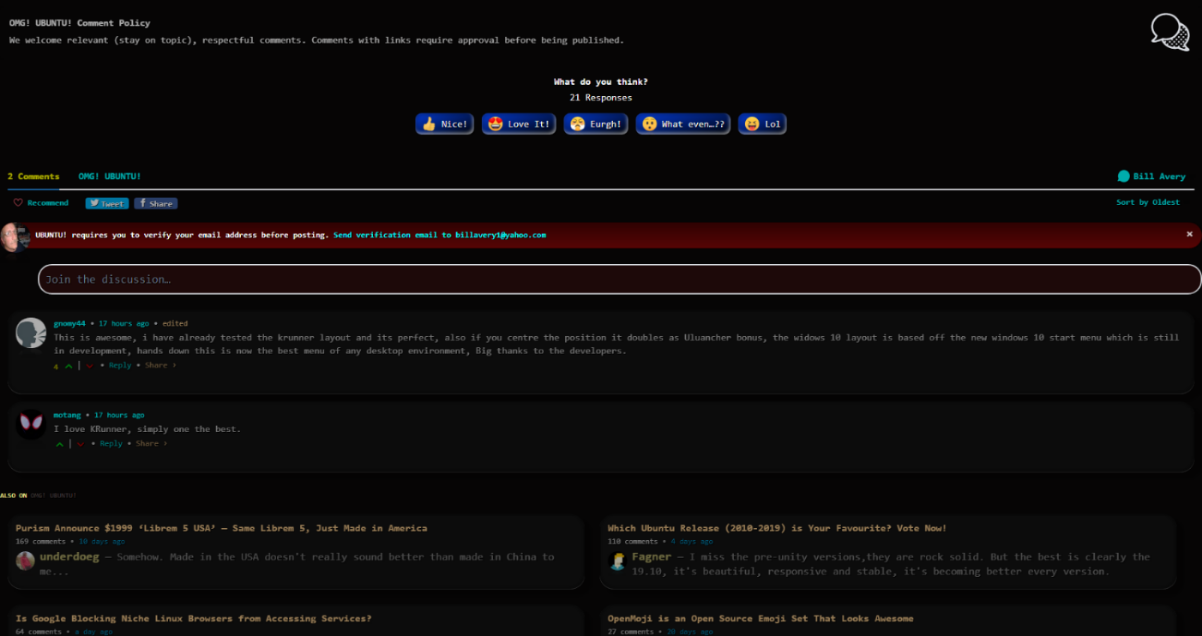 OMG! UBUNTU! Comment Policy
We welcome relevant (stay on topic), respectful comments. Comments with links require approval before being published.
What do you think?
21 Responses
Nice! Love It! Eurgh! What even…?? Lol
2 Comments OMG! UBUNTU! Bill Avery
Recommend Tweet Share Sort by Oldest
UBUNTU! requires you to verify your email address before posting. Send verification email to billavery1@yahoo.com ×
Join the discussion…
gnomy44 • 17 hours ago • edited
This is awesome, i have already tested the krunner layout and its perfect, also if you centre the position it doubles as Uluancher bonus, the widows 10 layout is based off the new windows 10 start menu which is still
in development, hands down this is now the best menu of any desktop environment, Big thanks to the developers.
4 | • Reply • Share ›
motang • 17 hours ago
I love KRunner, simply one the best.
| • Reply • Share ›
ALSO ON OMG! UBUNTU!
Purism Announce $1999 ‘Librem 5 USA’ — Same Librem 5, Just Made in America
169 comments • 10 days ago
underdoeg — Somehow. Made in the USA doesn't really sound better than made in China to
me...
Which Ubuntu Release (2010-2019) is Your Favourite? Vote Now!
110 comments • 4 days ago
Fagner — I miss the pre-unity versions,they are rock solid. But the best is clearly the
19.10, it's beautiful, responsive and stable, it's becoming better every version.
Is Google Blocking Niche Linux Browsers from Accessing Services?
64 comments • a day ago
OpenMoji is an Open Source Emoji Set That Looks Awesome
27 comments • days ago